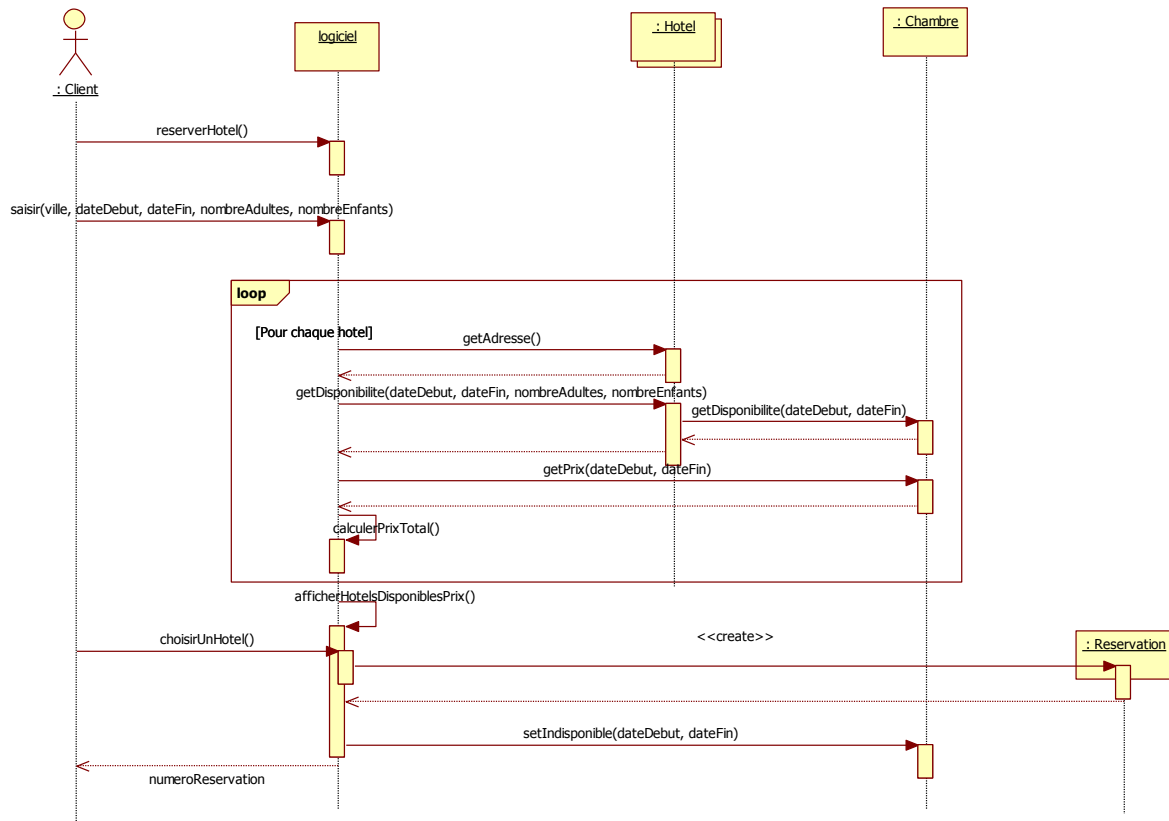 : Client
logiciel
: Hotel
: Chambre
reserverHotel()
saisir(ville, dateDebut, dateFin, nombreAdultes, nombreEnfants)
loop
[Pour chaque hotel]
getAdresse()
getDisponibilite(dateDebut, dateFin, nombreAdultes, nombreEnfants)
getDisponibilite(dateDebut, dateFin)
getPrix(dateDebut, dateFin)
calculerPrixTotal()
afficherHotelsDisponiblesPrix()
choisirUnHotel()
<<create>>
: Reservation
setIndisponible(dateDebut, dateFin)
numeroReservation